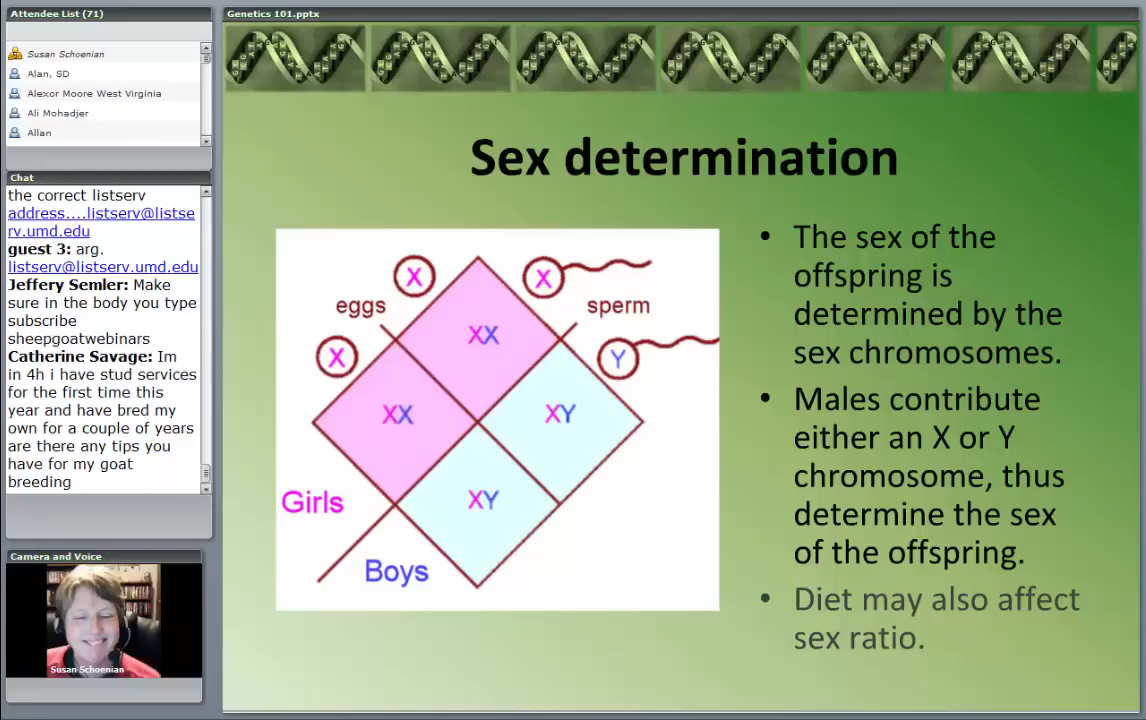 Attendee List (71)
Susan Schoenian
Alan, SD
Alexor Moore West Virginia
Ali Mohadjer
Allan
Chat
the correct listserv
address....listserv@listse
rv.umd.edu
guest 3: arg.
listserv@listserv.umd.edu
Jeffery Semler: Make
sure in the body you type
subscribe
sheepgoatwebinars
Catherine Savage: Im
in 4h i have stud services
for the first time this
year and have bred my
own for a couple of years
are there any tips you
have for my goat
breeding
Camera and Voice
Susan Schoenian
Genetics 101.pptx
Sex determination
X
X
eggs
sperm
X
Y
XX
XX
XY
XY
Girls
Boys
• The sex of the
offspring is
determined by the
sex chromosomes.
• Males contribute
either an X or Y
chromosome, thus
determine the sex
of the offspring.
• Diet may also affect
sex ratio.